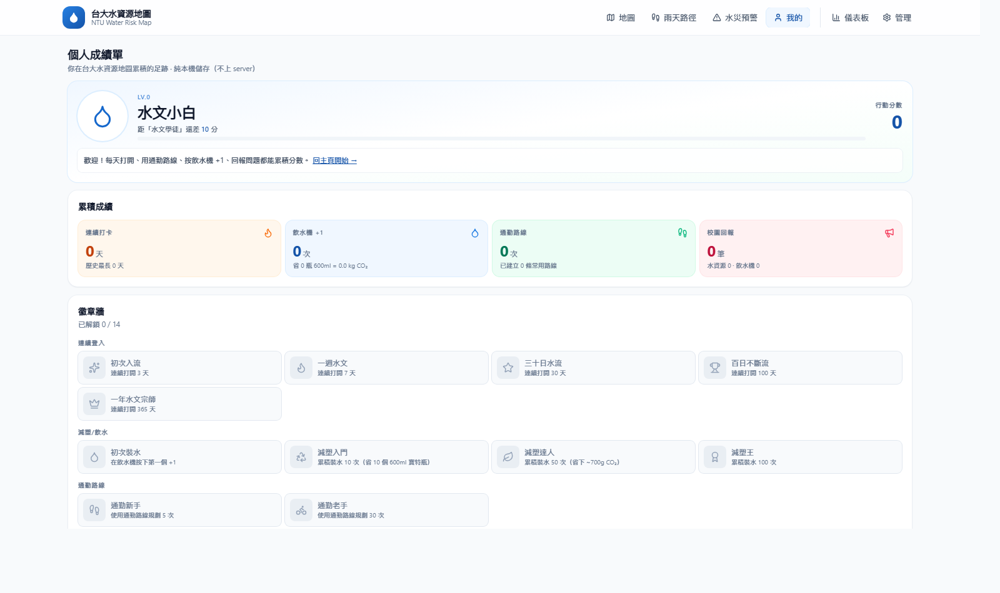 台大水資源地圖
NTU Water Risk Map
地圖
雨天路徑
水災預警
我的
儀表板
管理
個人成績單
你在台大水資源地圖累積的足跡 · 純本機儲存（不上 server）
LV.0
水文小白
距「水文學徒」還差 10 分
行動分數
0
歡迎！每天打開、用通勤路線、按飲水機 +1、回報問題都能累積分數。 回主頁開始 →
累積成績
連續打卡
0 天
歷史最長 0 天
飲水機 +1
0 次
省 0 瓶 600ml = 0.0 kg CO₂
通勤路線
0 次
已建立 0 條常用路線
校園回報
0 筆
水資源 0 · 飲水機 0
徽章牆
已解鎖 0 / 14
連續登入
初次入流
連續打開 3 天
一週水文
連續打開 7 天
三十日水流
連續打開 30 天
百日不斷流
連續打開 100 天
一年水文宗師
連續打開 365 天
減塑/飲水
初次裝水
在飲水機按下第一個 +1
減塑入門
累積裝水 10 次（省 10 個 600ml 寶特瓶）
減塑達人
累積裝水 50 次（省下 ~700g CO₂）
減塑王
累積裝水 100 次
通勤路線
通勤新手
使用通勤路線規劃 5 次
通勤老手
使用通勤路線規劃 30 次